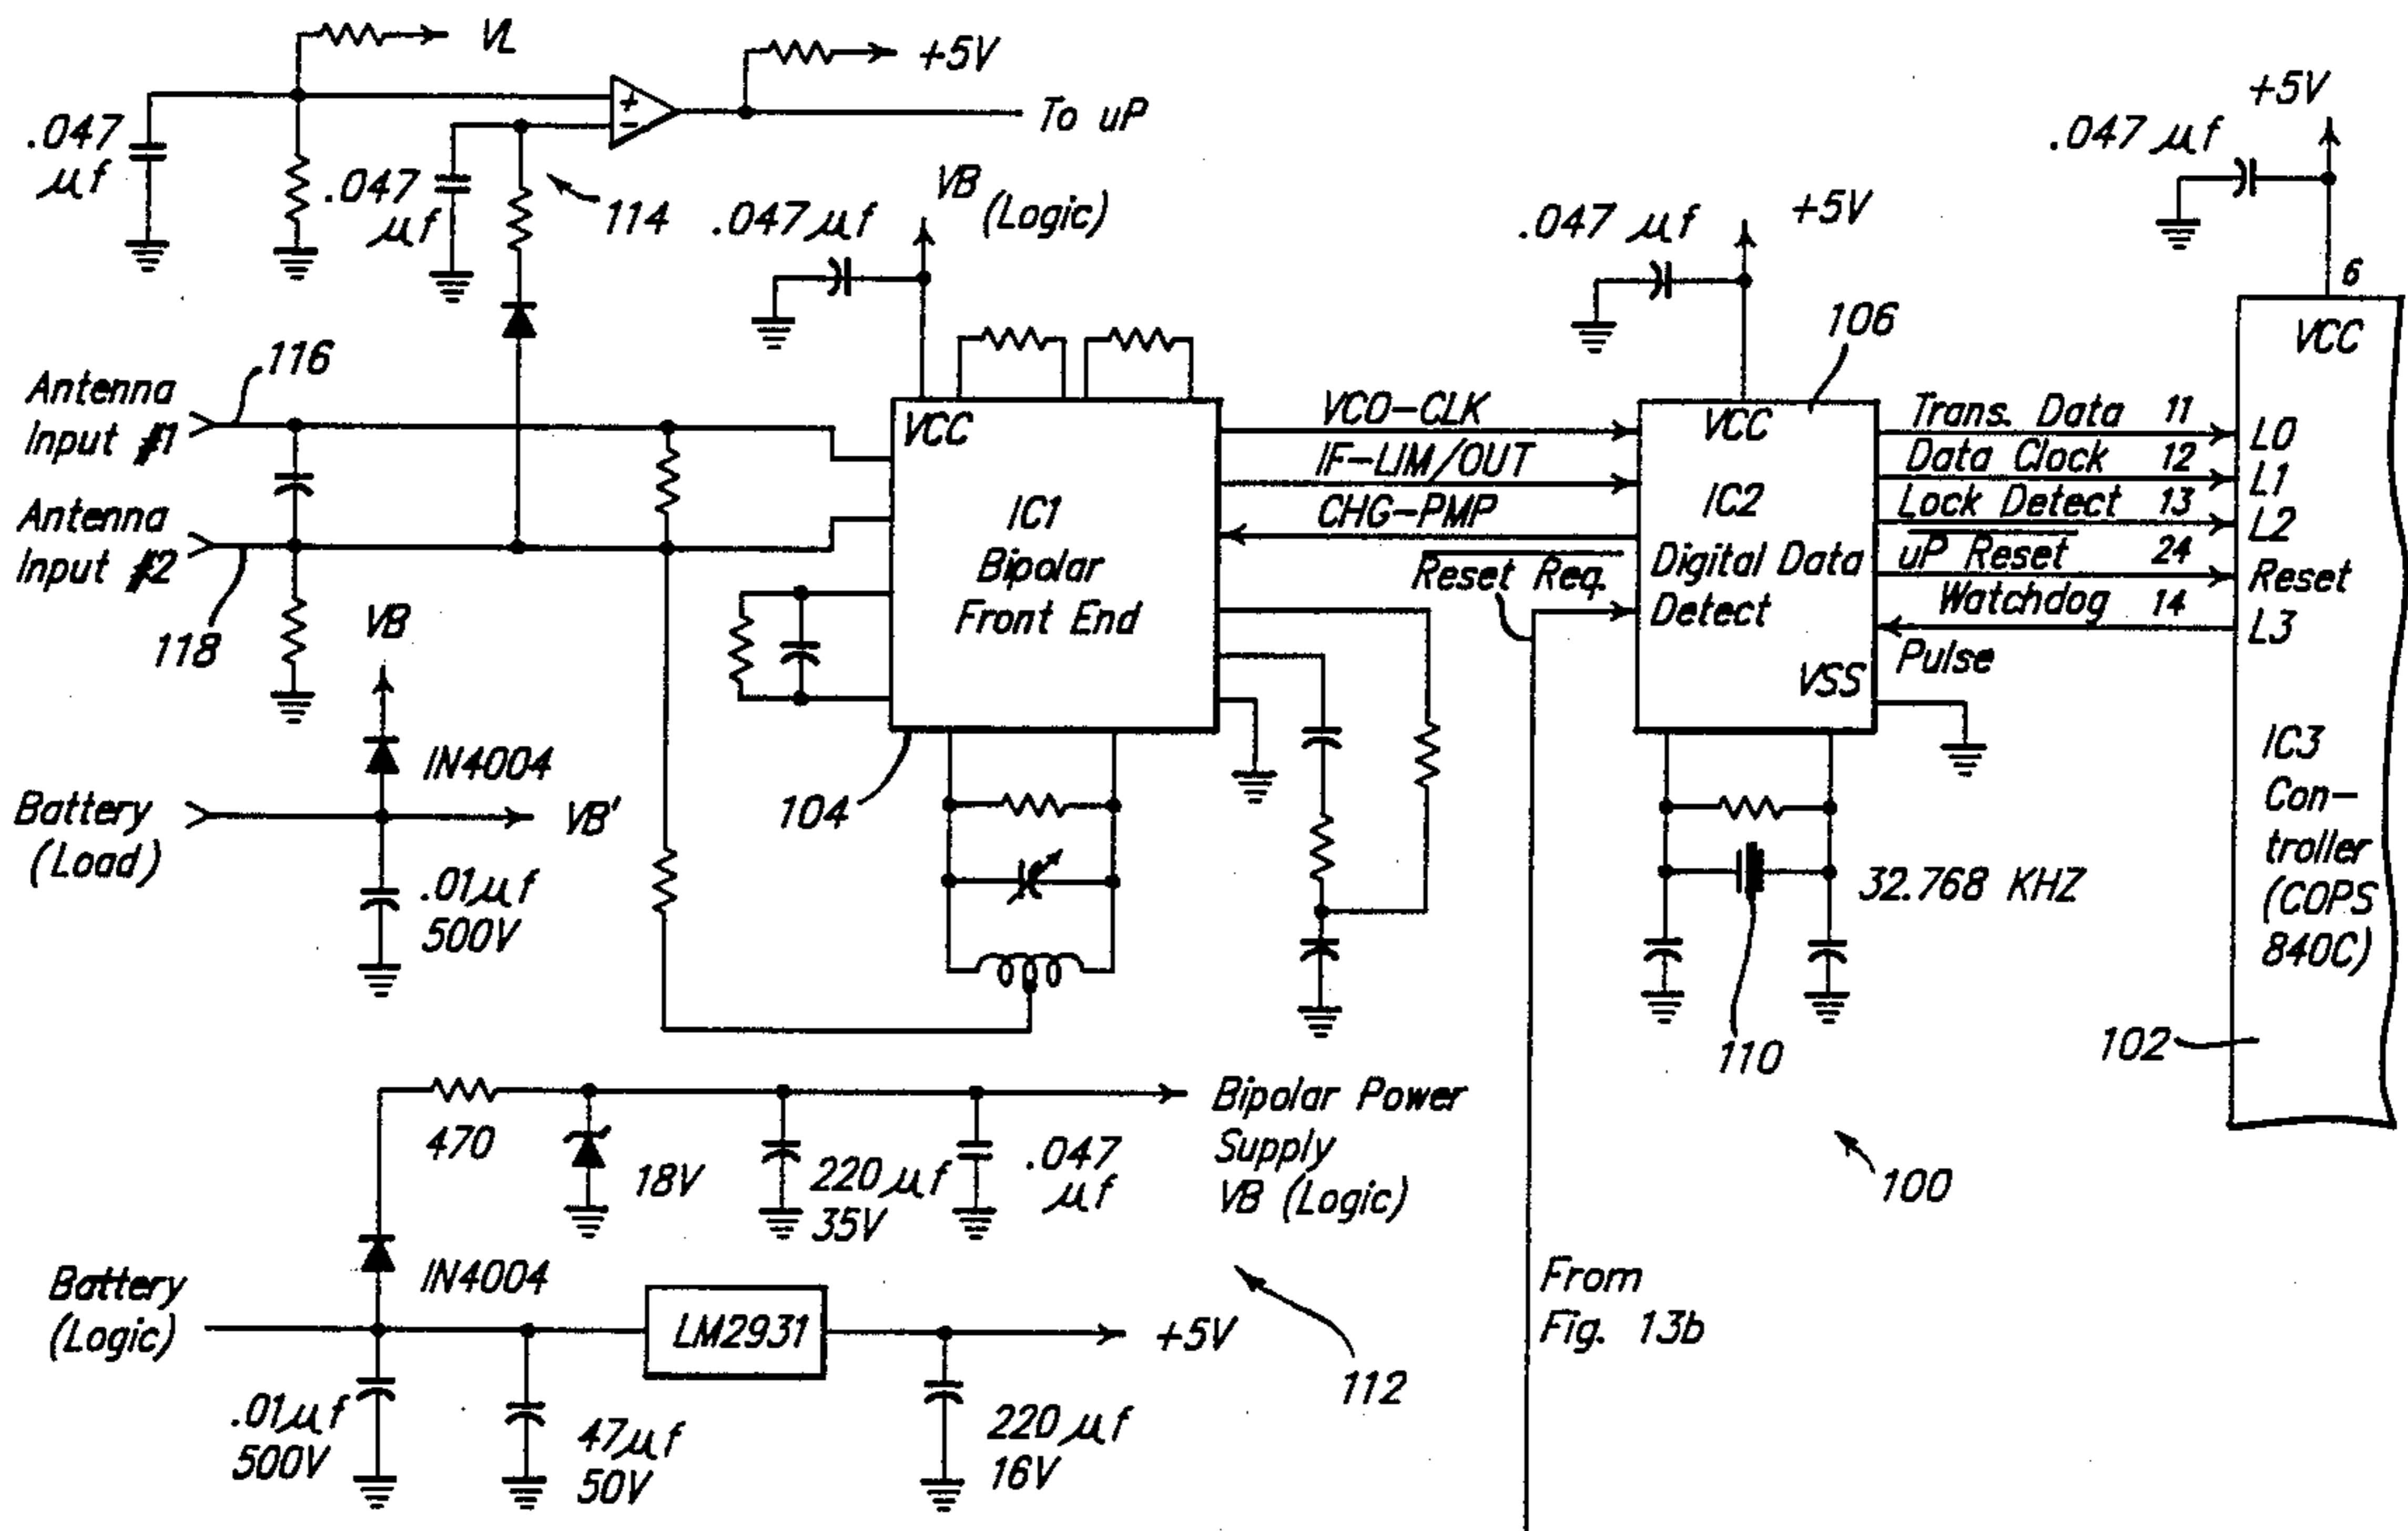 VL
+5V
.047
μf
+
−
To uP
.047
μf
114
VB
(Logic)
.047 μf
.047 μf
+5V
.047 μf
+5V
6
VCC
116
Antenna
Input #1
Antenna
Input #2
118
VCC
IC1
Bipolar
Front End
104
VCO-CLK
IF-LIM/OUT
CHG-PMP
Reset Req.
106
VCC
IC2
Digital Data
Detect
VSS
Trans. Data 11
Data Clock 12
Lock Detect 13
uP Reset 24
Watchdog 14
Pulse
L0
L1
L2
Reset
L3
IC3
Con-
troller
(COPS
840C)
102
VB
IN4004
Battery
(Load)
VB'
.01μf
500V
32.768 KHZ
110
100
470
18V
220μf
35V
.047
μf
Bipolar Power
Supply
VB (Logic)
IN4004
Battery
(Logic)
LM2931
+5V
.01μf
500V
47μf
50V
220μf
16V
112
From
Fig. 13b